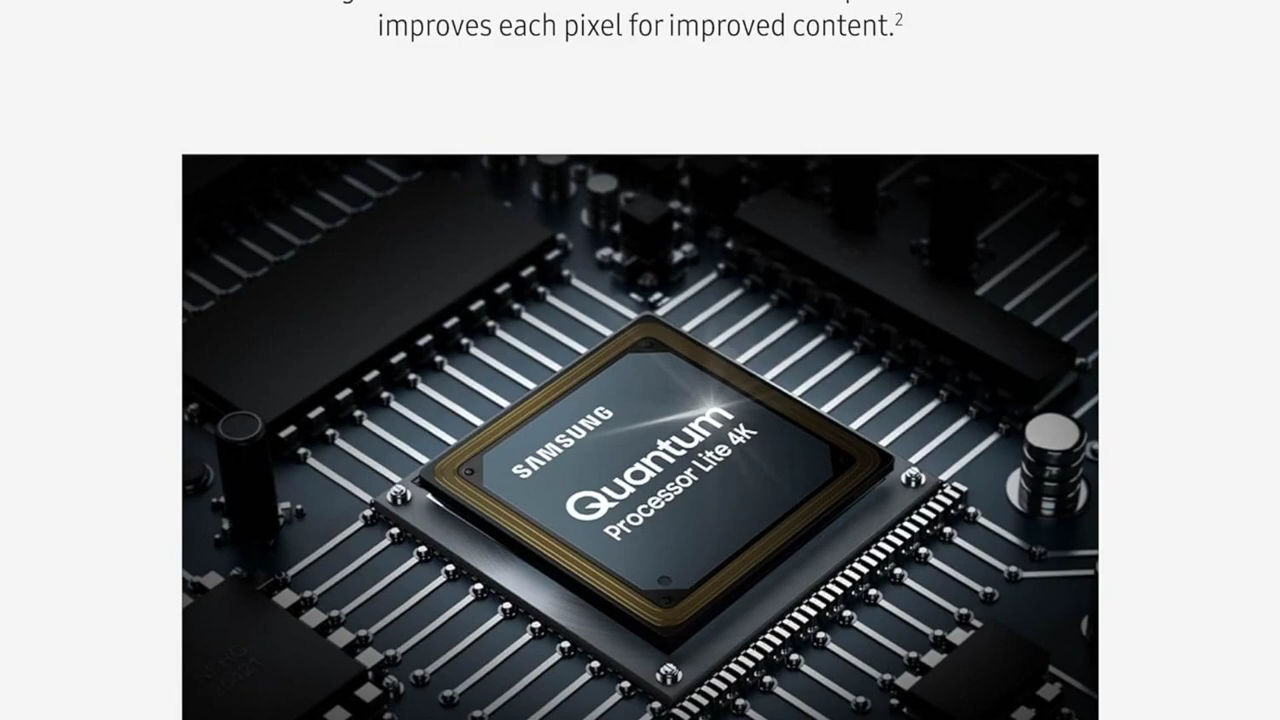 improves each pixel for improved content.²
SAMSUNG
Quantum
Processor Lite 4K